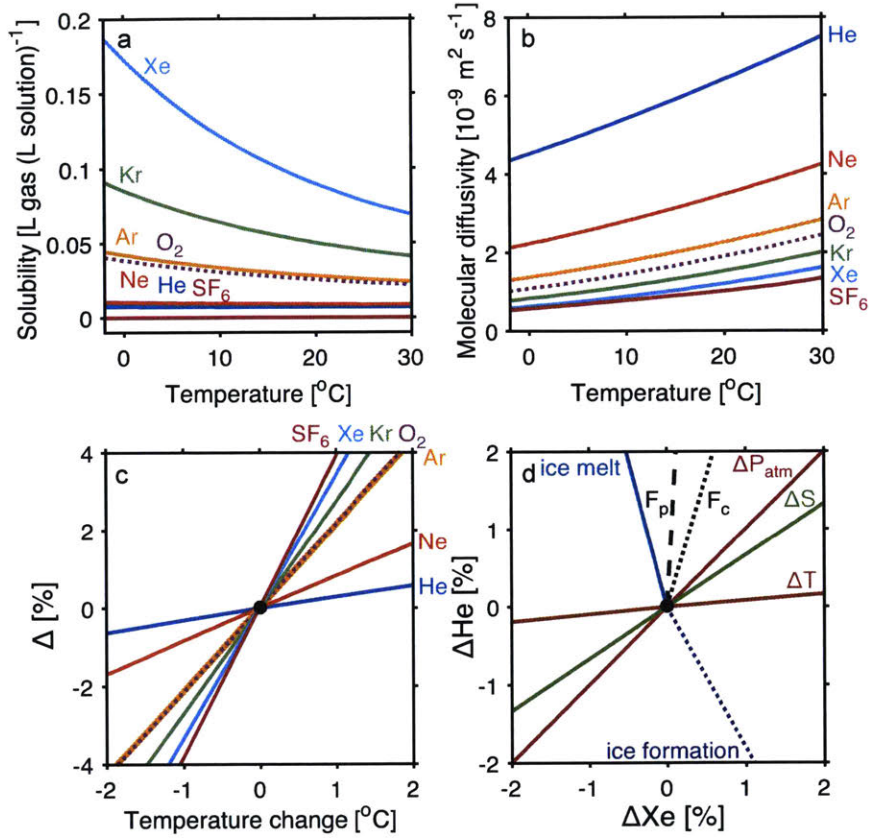 a
Xe
Kr
Ar O2
Ne He SF6
0.2
0.15
0.1
0.05
0
0 10 20 30
Solubility [L gas (L solution)-1]
Temperature [oC]
b
He
Ne
Ar
O2
Kr
Xe
SF6
8
6
4
2
0
0 10 20 30
Molecular diffusivity [10-9 m2 s-1]
Temperature [oC]
SF6 Xe Kr O2
Ar
c
Ne
He
4
2
0
-2
-4
-2 -1 0 1 2
Δ [%]
Temperature change [oC]
d
ice melt
Fp
Fc
ΔPatm
ΔS
ΔT
ice formation
2
1
0
-1
-2
-2 -1 0 1 2
ΔHe [%]
ΔXe [%]